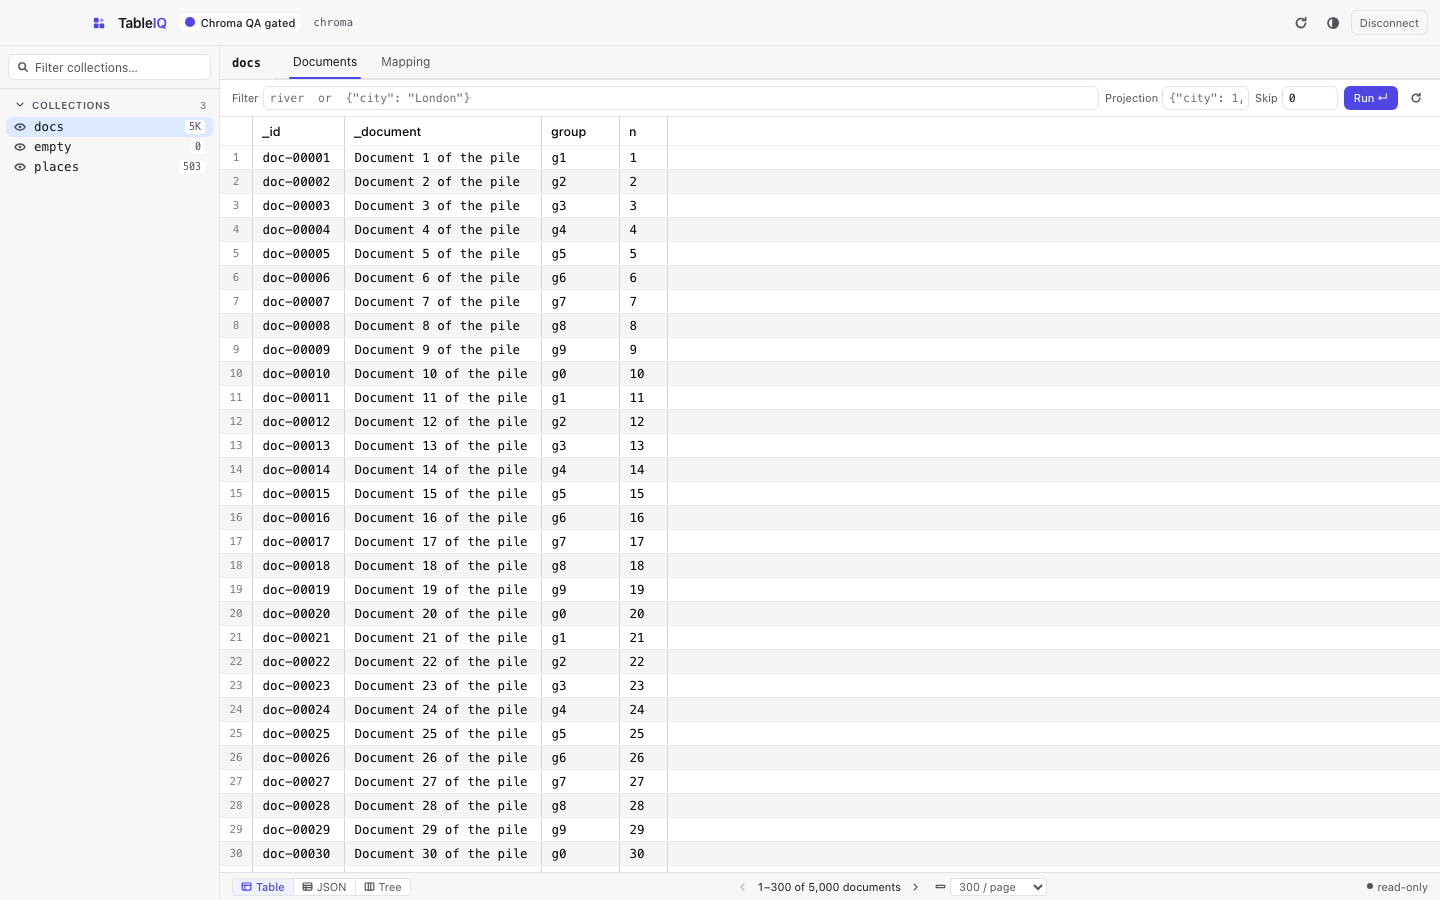 TableIQ Chroma QA gated chroma Disconnect
Filter collections...
COLLECTIONS 3
docs 5K
empty 0
places 503
docs Documents Mapping
Filter river or {"city": "London"} Projection {"city": 1, Skip 0 Run
_id _document group n
1 doc-00001 Document 1 of the pile g1 1
2 doc-00002 Document 2 of the pile g2 2
3 doc-00003 Document 3 of the pile g3 3
4 doc-00004 Document 4 of the pile g4 4
5 doc-00005 Document 5 of the pile g5 5
6 doc-00006 Document 6 of the pile g6 6
7 doc-00007 Document 7 of the pile g7 7
8 doc-00008 Document 8 of the pile g8 8
9 doc-00009 Document 9 of the pile g9 9
10 doc-00010 Document 10 of the pile g0 10
11 doc-00011 Document 11 of the pile g1 11
12 doc-00012 Document 12 of the pile g2 12
13 doc-00013 Document 13 of the pile g3 13
14 doc-00014 Document 14 of the pile g4 14
15 doc-00015 Document 15 of the pile g5 15
16 doc-00016 Document 16 of the pile g6 16
17 doc-00017 Document 17 of the pile g7 17
18 doc-00018 Document 18 of the pile g8 18
19 doc-00019 Document 19 of the pile g9 19
20 doc-00020 Document 20 of the pile g0 20
21 doc-00021 Document 21 of the pile g1 21
22 doc-00022 Document 22 of the pile g2 22
23 doc-00023 Document 23 of the pile g3 23
24 doc-00024 Document 24 of the pile g4 24
25 doc-00025 Document 25 of the pile g5 25
26 doc-00026 Document 26 of the pile g6 26
27 doc-00027 Document 27 of the pile g7 27
28 doc-00028 Document 28 of the pile g8 28
29 doc-00029 Document 29 of the pile g9 29
30 doc-00030 Document 30 of the pile g0 30
Table JSON Tree 1–300 of 5,000 documents 300 / page read-only